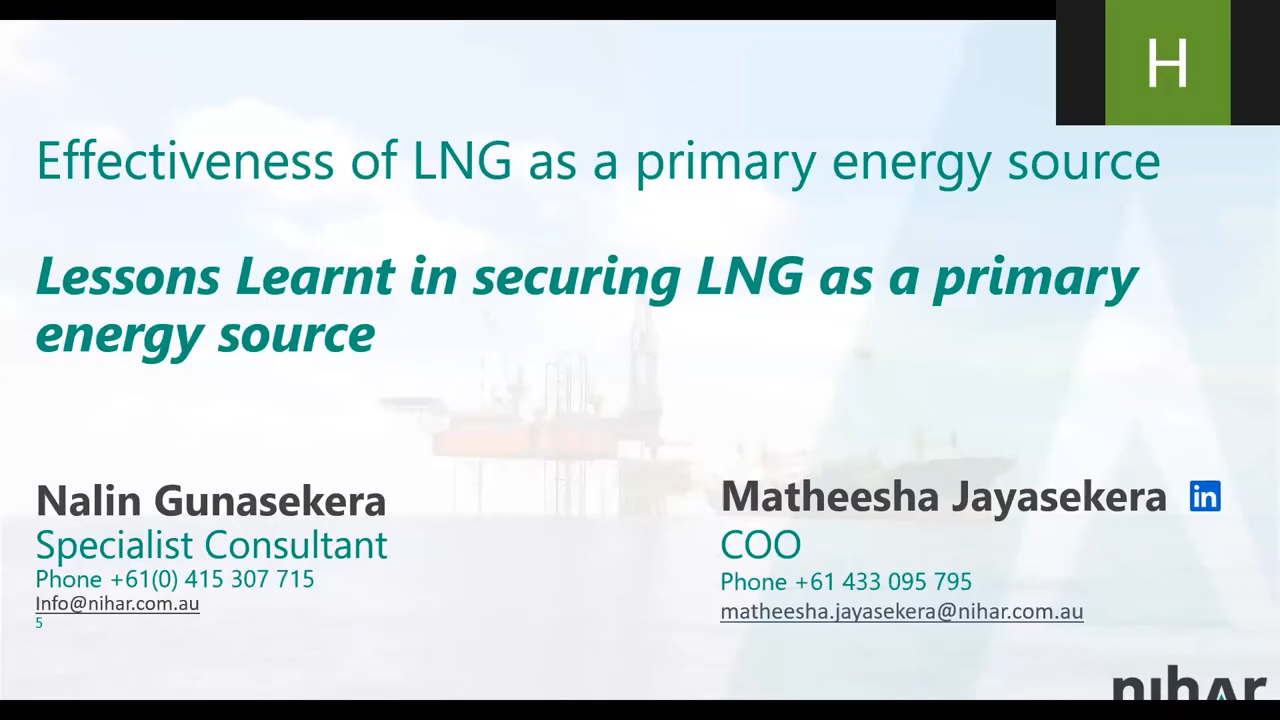 H
Effectiveness of LNG as a primary energy source
Lessons Learnt in securing LNG as a primary
energy source
Nalin Gunasekera
Specialist Consultant
Phone +61(0) 415 307 715
Info@nihar.com.au
5
Matheesha Jayasekera in
COO
Phone +61 433 095 795
matheesha.jayasekera@nihar.com.au
nihar